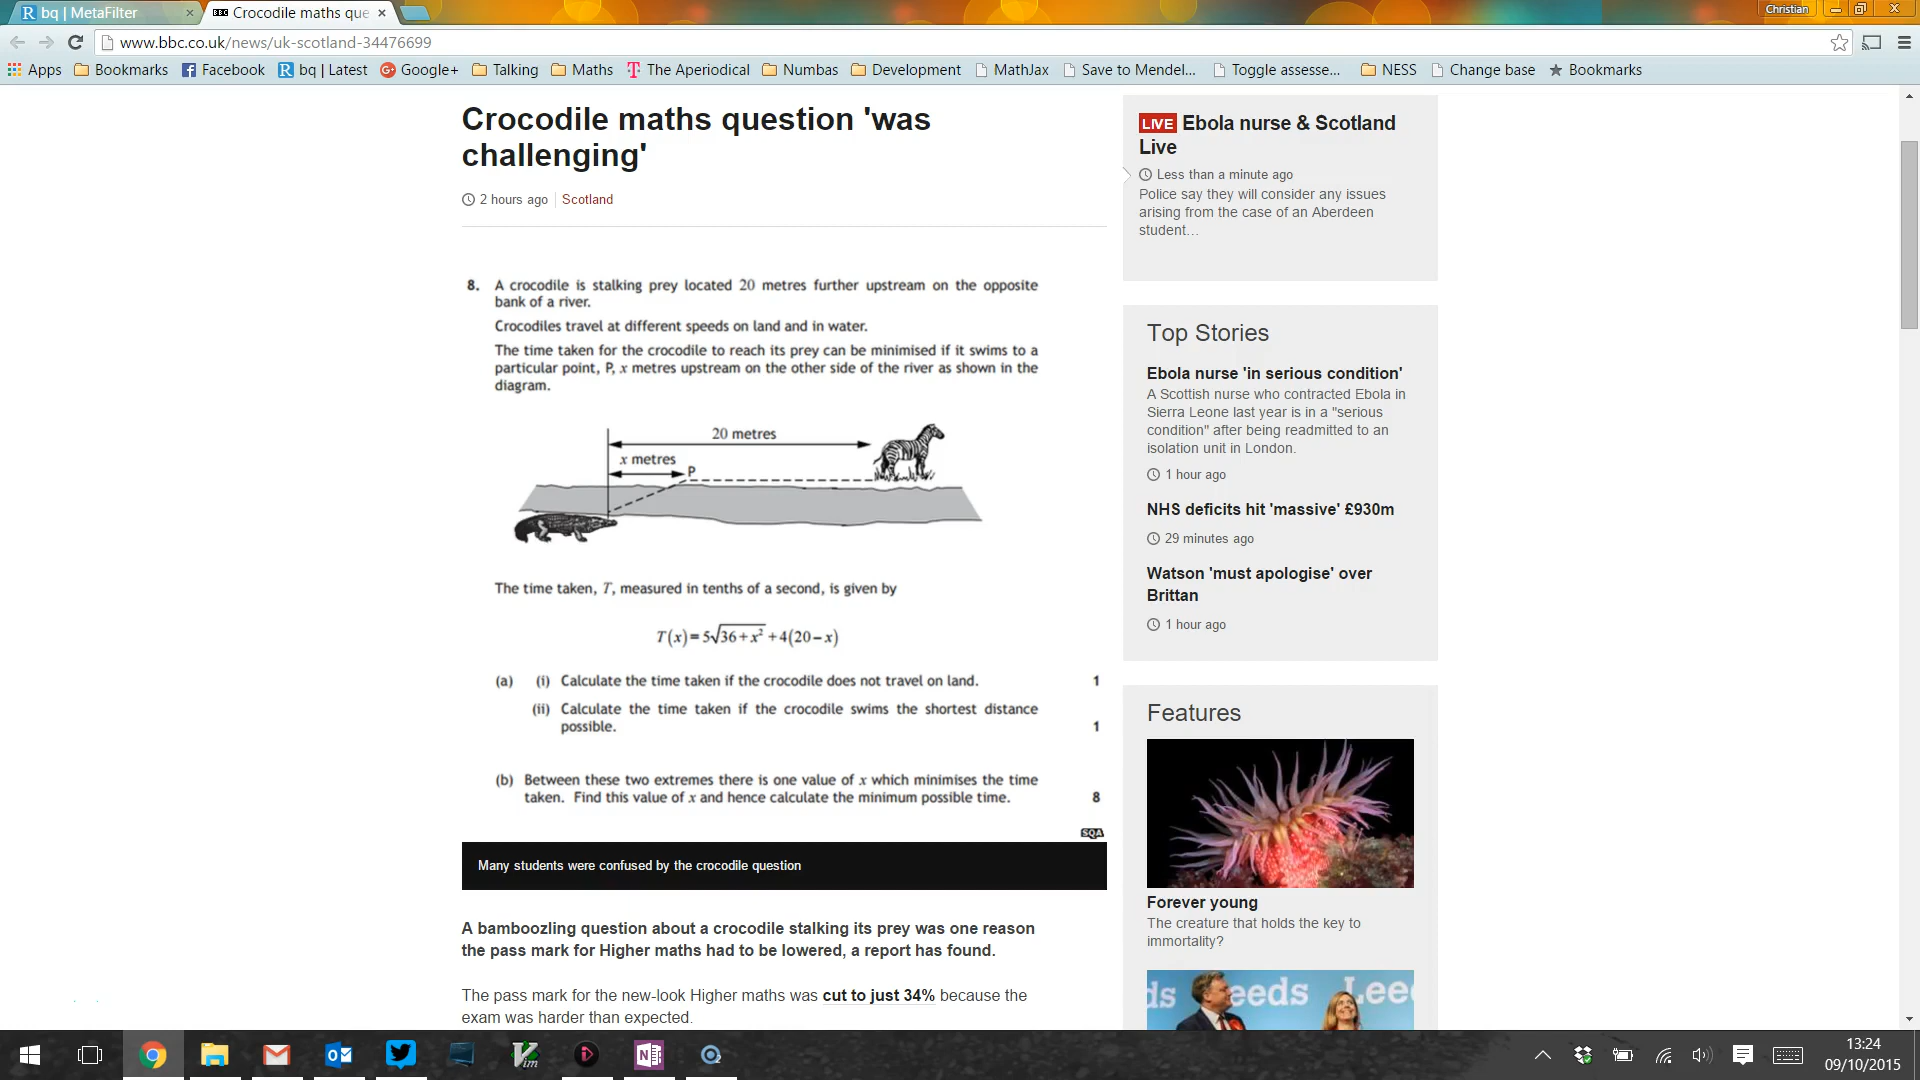 bq | MetaFilter
Crocodile maths que
Christian
www.bbc.co.uk/news/uk-scotland-34476699
Apps Bookmarks Facebook bq | Latest Google+ Talking Maths The Aperiodical Numbas Development MathJax Save to Mendel... Toggle assesse... NESS Change base Bookmarks
Crocodile maths question 'was
challenging'
2 hours ago Scotland
8. A crocodile is stalking prey located 20 metres further upstream on the opposite
bank of a river.
Crocodiles travel at different speeds on land and in water.
The time taken for the crocodile to reach its prey can be minimised if it swims to a
particular point, P, x metres upstream on the other side of the river as shown in the
diagram.
20 metres
x metres
P
The time taken, T, measured in tenths of a second, is given by
T(x)=5√36+x² +4(20−x)
(a) (i) Calculate the time taken if the crocodile does not travel on land. 1
(ii) Calculate the time taken if the crocodile swims the shortest distance
possible. 1
(b) Between these two extremes there is one value of x which minimises the time
taken. Find this value of x and hence calculate the minimum possible time. 8
SQA
Many students were confused by the crocodile question
A bamboozling question about a crocodile stalking its prey was one reason
the pass mark for Higher maths had to be lowered, a report has found.
The pass mark for the new-look Higher maths was cut to just 34% because the
exam was harder than expected.
LIVE Ebola nurse & Scotland
Live
Less than a minute ago
Police say they will consider any issues
arising from the case of an Aberdeen
student...
Top Stories
Ebola nurse 'in serious condition'
A Scottish nurse who contracted Ebola in
Sierra Leone last year is in a "serious
condition" after being readmitted to an
isolation unit in London.
1 hour ago
NHS deficits hit 'massive' £930m
29 minutes ago
Watson 'must apologise' over
Brittan
1 hour ago
Features
Forever young
The creature that holds the key to
immortality?
ds eeds Lee
13:24
09/10/2015